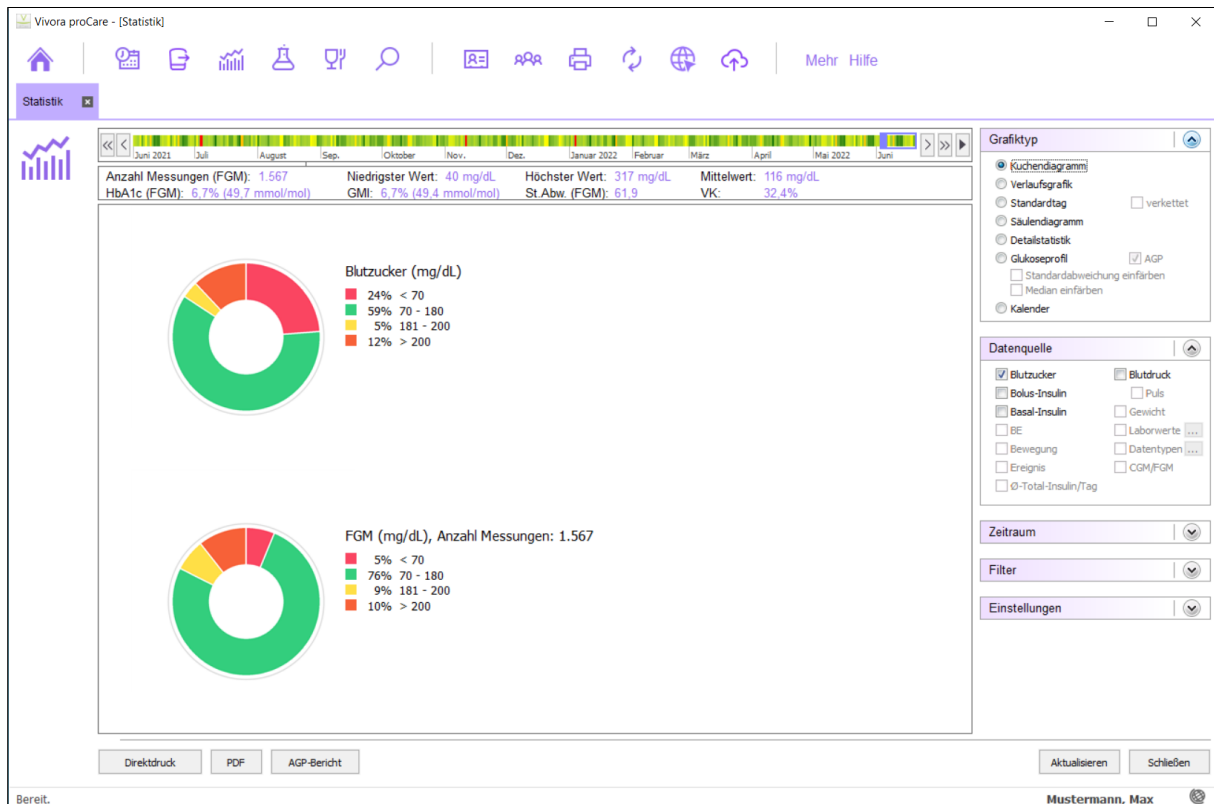 Vivora proCare - [Statistik]
Mehr Hilfe
Statistik
Juni 2021 Juli August Sep. Oktober Nov. Dez. Januar 2022 Februar März April Mai 2022 Juni
Anzahl Messungen (FGM): 1.567 Niedrigster Wert: 40 mg/dL Höchster Wert: 317 mg/dL Mittelwert: 116 mg/dL
HbA1c (FGM): 6,7% (49,7 mmol/mol) GMI: 6,7% (49,4 mmol/mol) St.Abw. (FGM): 61,9 VK: 32,4%
Blutzucker (mg/dL)
24% < 70
59% 70 - 180
5% 181 - 200
12% > 200
FGM (mg/dL), Anzahl Messungen: 1.567
5% < 70
76% 70 - 180
9% 181 - 200
10% > 200
Grafiktyp
Kuchendiagramm
Verlaufsgrafik
Standardtag verkettet
Säulendiagramm
Detailstatistik
Glukoseprofil AGP
Standardabweichung einfärben
Median einfärben
Kalender
Datenquelle
Blutzucker Blutdruck
Bolus-Insulin Puls
Basal-Insulin Gewicht
BE Laborwerte ...
Bewegung Datentypen ...
Ereignis CGM/FGM
Ø-Total-Insulin/Tag
Zeitraum
Filter
Einstellungen
Direktdruck PDF AGP-Bericht Aktualisieren Schließen
Bereit. Mustermann, Max